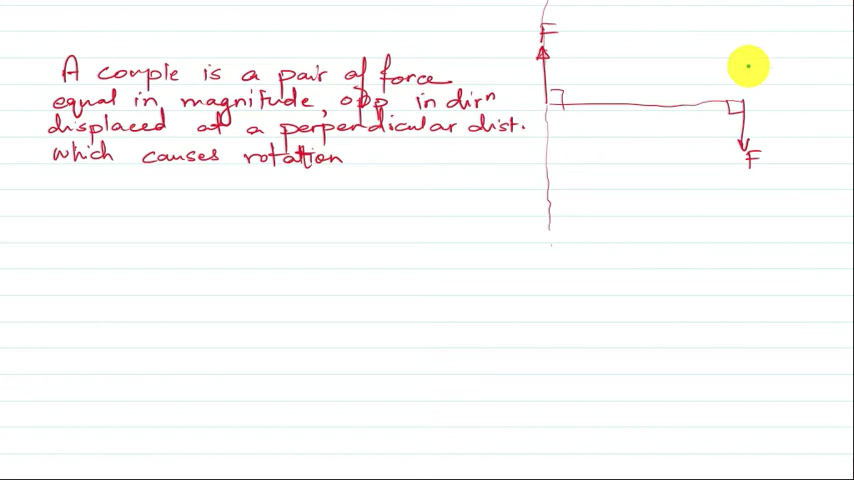 A couple is a pair of force
equal in magnitude, opp in dirn
displaced at a perpendicular dist.
which causes rotation
F
F